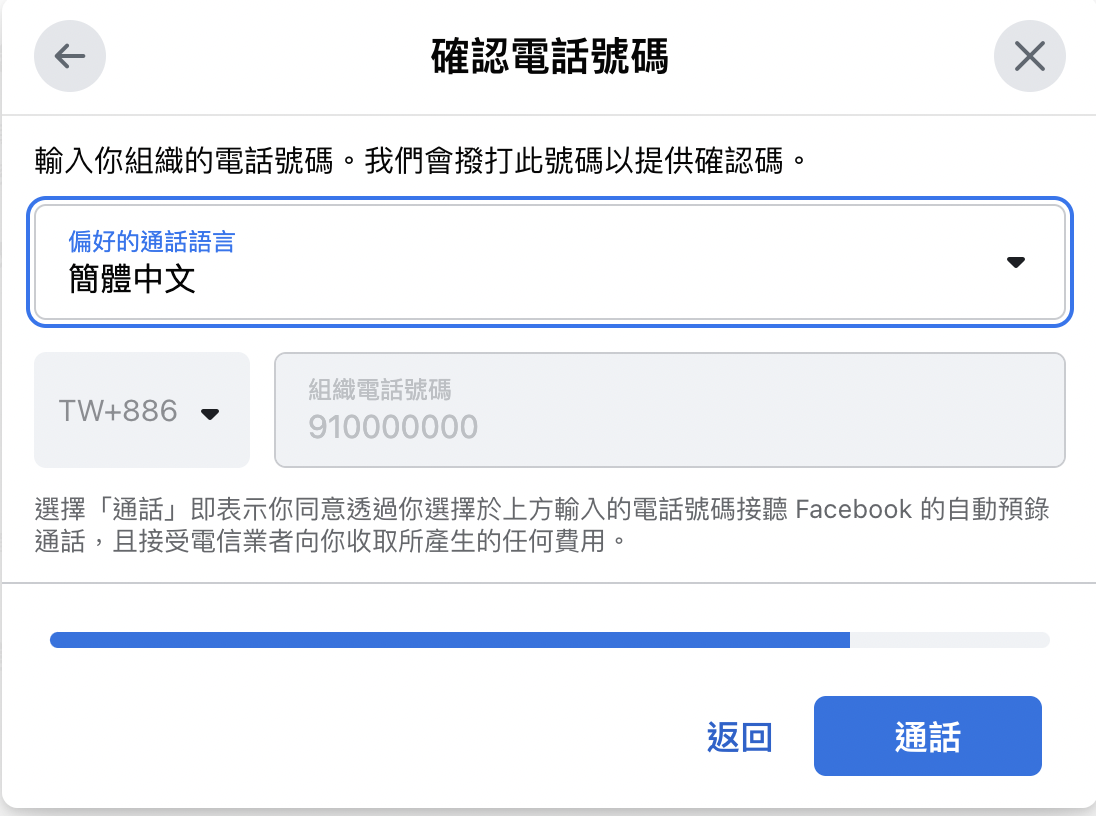 確認電話號碼
輸入你組織的電話號碼。我們會撥打此號碼以提供確認碼。
偏好的通話語言
簡體中文
TW+886
組織電話號碼
910000000
選擇「通話」即表示你同意透過你選擇於上方輸入的電話號碼接聽 Facebook 的自動預錄
通話，且接受電信業者向你收取所產生的任何費用。
返回
通話